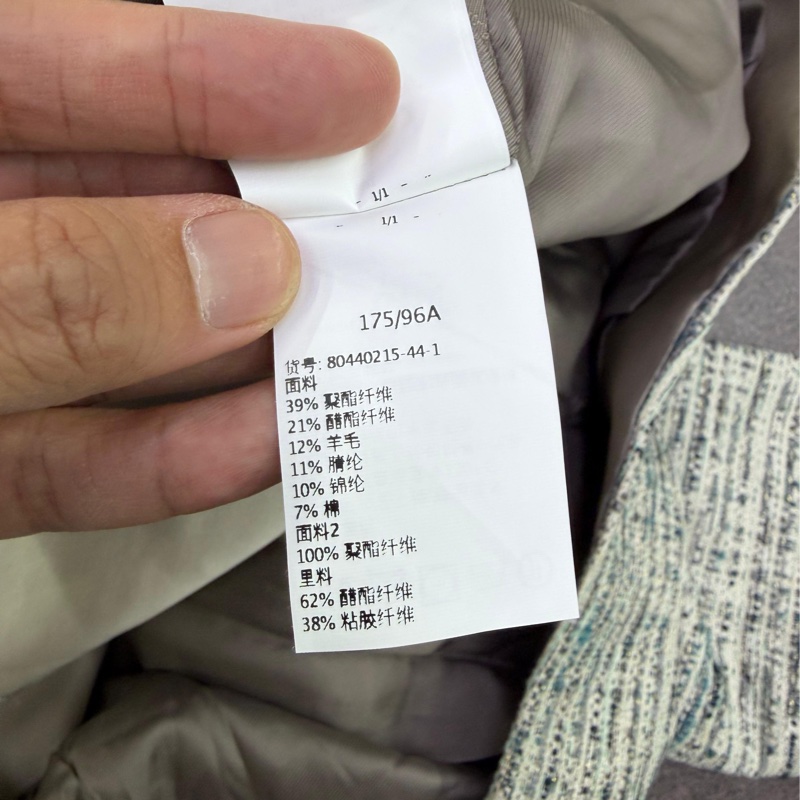 - 1/1 -
- 1/1 -
175/96A
货号: 80440215-44-1
面料
39% 聚酯纤维
21% 醋酯纤维
12% 羊毛
11% 腈纶
10% 锦纶
7% 棉
面料2
100% 聚酯纤维
里料
62% 醋酯纤维
38% 粘胶纤维